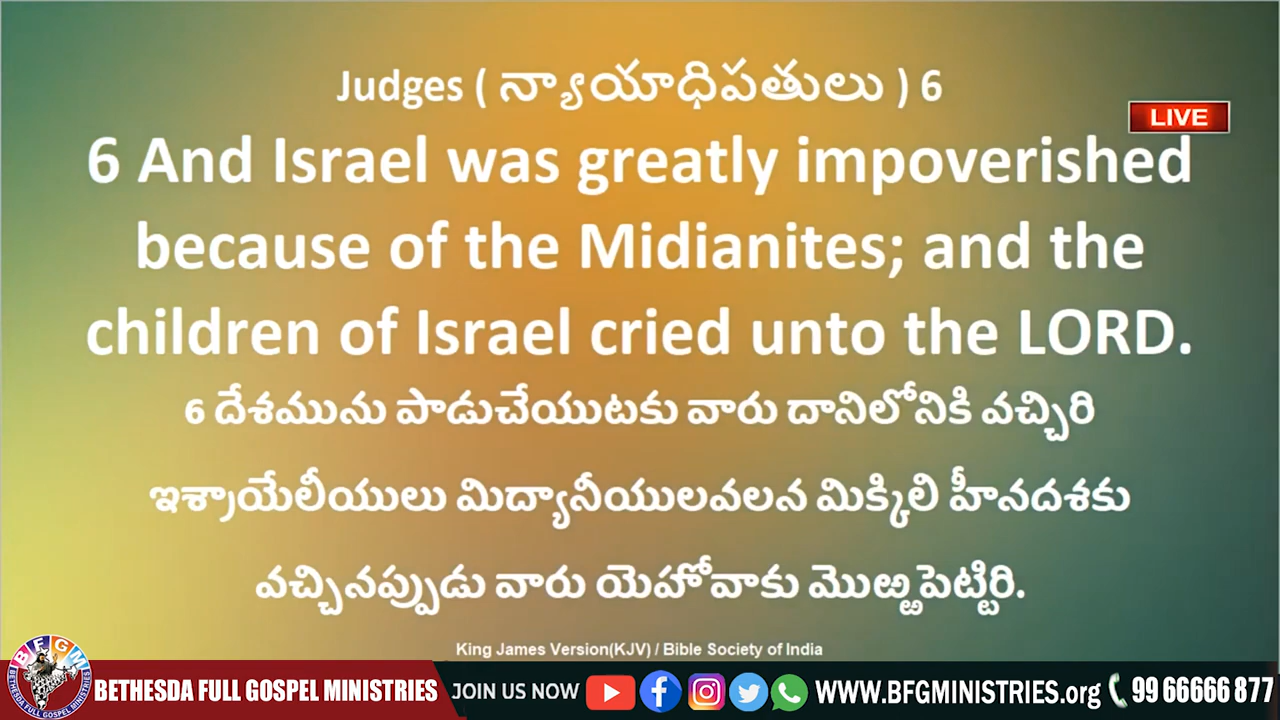 Judges ( న్యాయాధిపతులు ) 6
LIVE
6 And Israel was greatly impoverished
because of the Midianites; and the
children of Israel cried unto the LORD.
6 దేశమును పాడుచేయుటకు వారు దానిలోనికి వచ్చిరి
ఇశ్రాయేలీయులు మిద్యానీయులవలన మిక్కిలి హీనదశకు
వచ్చినప్పుడు వారు యెహోవాకు మొఱ్ఱపెట్టిరి.
King James Version(KJV) / Bible Society of India
BFGM
BETHESDA FULL GOSPEL MINISTRIES
BETHESDA FULL GOSPEL MINISTRIES JOIN US NOW WWW.BFGMINISTRIES.org 99 66666 877